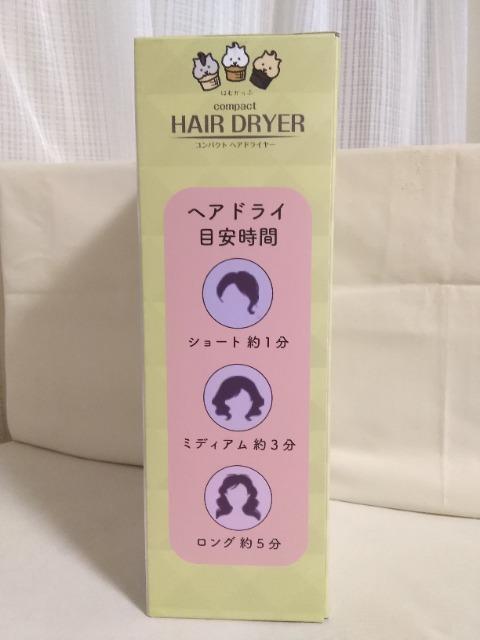 はむかっぷ
compact
HAIR DRYER
コンパクト ヘアドライヤー
ヘアドライ
目安時間
ショート 約1分
ミディアム 約3分
ロング 約5分